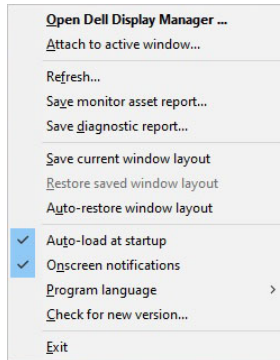 Open Dell Display Manager ...
Attach to active window...
Refresh...
Save monitor asset report...
Save diagnostic report...
Save current window layout
Restore saved window layout
Auto-restore window layout
Auto-load at startup
Onscreen notifications
Program language
Check for new version...
Exit